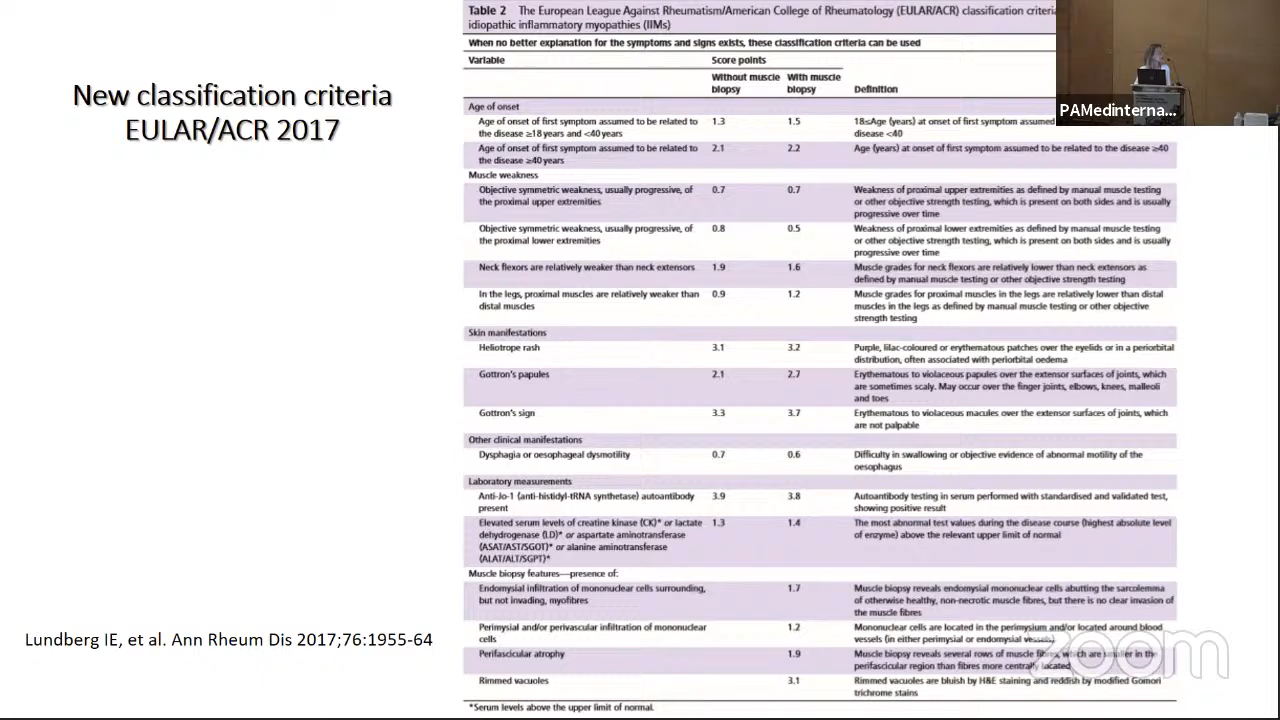 New classification criteria
EULAR/ACR 2017
Lundberg IE, et al. Ann Rheum Dis 2017;76:1955-64
Table 2 The European League Against Rheumatism/American College of Rheumatology (EULAR/ACR) classification criteria
idiopathic inflammatory myopathies (IIMs)
When no better explanation for the symptoms and signs exists, these classification criteria can be used
Variable Score points
Without muscle biopsy With muscle biopsy Definition
Age of onset
Age of onset of first symptom assumed to be related to 1.3 1.5 18≤Age (years) at onset of first symptom assumed
the disease ≥18 years and <40 years disease <40
Age of onset of first symptom assumed to be related to 2.1 2.2 Age (years) at onset of first symptom assumed to be related to the disease ≥40
the disease ≥40 years
Muscle weakness
Objective symmetric weakness, usually progressive, of 0.7 0.7 Weakness of proximal upper extremities as defined by manual muscle testing
the proximal upper extremities or other objective strength testing, which is present on both sides and is usually
progressive over time
Objective symmetric weakness, usually progressive, of 0.8 0.5 Weakness of proximal lower extremities as defined by manual muscle testing
the proximal lower extremities or other objective strength testing, which is present on both sides and is usually
progressive over time
Neck flexors are relatively weaker than neck extensors 1.9 1.6 Muscle grades for neck flexors are relatively lower than neck extensors as
defined by manual muscle testing or other objective strength testing
In the legs, proximal muscles are relatively weaker than 0.9 1.2 Muscle grades for proximal muscles in the legs are relatively lower than distal
distal muscles muscles in the legs as defined by manual muscle testing or other objective
strength testing
Skin manifestations
Heliotrope rash 3.1 3.2 Purple, lilac-coloured or erythematous patches over the eyelids or in a periorbital
distribution, often associated with periorbital oedema
Gottron's papules 2.1 2.7 Erythematous to violaceous papules over the extensor surfaces of joints, which
are sometimes scaly. May occur over the finger joints, elbows, knees, malleoli
and toes
Gottron's sign 3.3 3.7 Erythematous to violaceous macules over the extensor surfaces of joints, which
are not palpable
Other clinical manifestations
Dysphagia or oesophageal dysmotility 0.7 0.6 Difficulty in swallowing or objective evidence of abnormal motility of the
oesophagus
Laboratory measurements
Anti-Jo-1 (anti-histidyl-tRNA synthetase) autoantibody 3.9 3.8 Autoantibody testing in serum performed with standardised and validated test,
present showing positive result
Elevated serum levels of creatine kinase (CK)* or lactate 1.3 1.4 The most abnormal test values during the disease course (highest absolute level
dehydrogenase (LD)* or aspartate aminotransferase of enzyme) above the relevant upper limit of normal
(ASAT/AST/SGOT)* or alanine aminotransferase
(ALAT/ALT/SGPT)*
Muscle biopsy features—presence of:
Endomysial infiltration of mononuclear cells surrounding, 1.7 Muscle biopsy reveals endomysial mononuclear cells abutting the sarcolemma
but not invading, myofibres of otherwise healthy, non-necrotic muscle fibres, but there is no clear invasion of
the muscle fibres
Perimysial and/or perivascular infiltration of mononuclear 1.2 Mononuclear cells are located in the perimysium and/or located around blood
cells vessels (in either perimysial or endomysial vessels)
Perifascicular atrophy 1.9 Muscle biopsy reveals several rows of muscle fibres, which are smaller in the
perifascicular region than fibres more centrally located
Rimmed vacuoles 3.1 Rimmed vacuoles are bluish by H&E staining and reddish by modified Gomori
trichrome stains
*Serum levels above the upper limit of normal.
PAMedinterna...
zoom